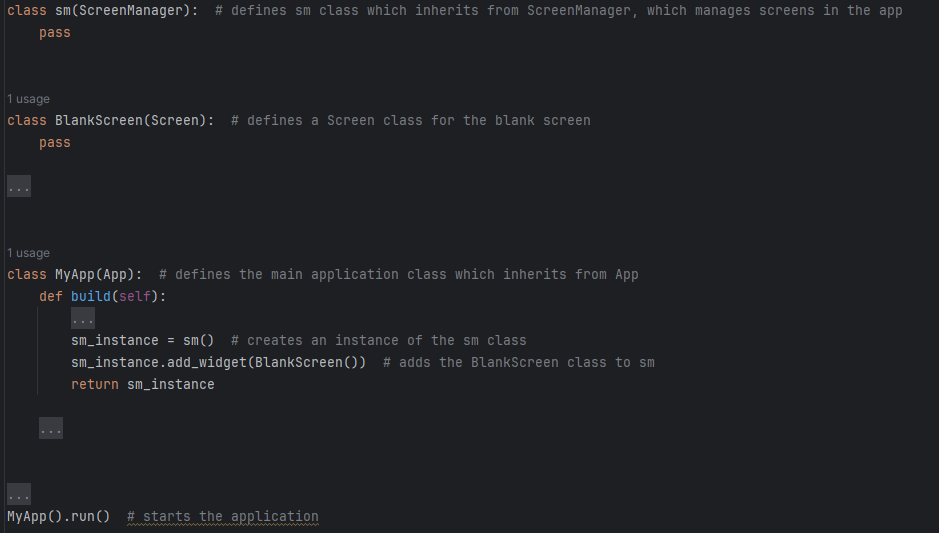 class sm(ScreenManager):  # defines sm class which inherits from ScreenManager, which manages screens in the app
    pass
1 usage
class BlankScreen(Screen):  # defines a Screen class for the blank screen
    pass
...
1 usage
class MyApp(App):  # defines the main application class which inherits from App
    def build(self):
        ...
        sm_instance = sm()  # creates an instance of the sm class
        sm_instance.add_widget(BlankScreen())  # adds the BlankScreen class to sm
        return sm_instance
    ...
...
MyApp().run()  # starts the application